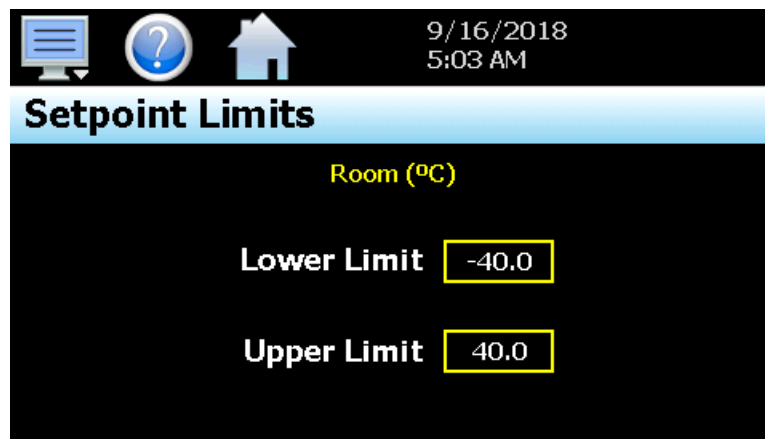 ?
9/16/2018
5:03 AM
Setpoint Limits
Room (ºC)
Lower Limit -40.0
Upper Limit 40.0